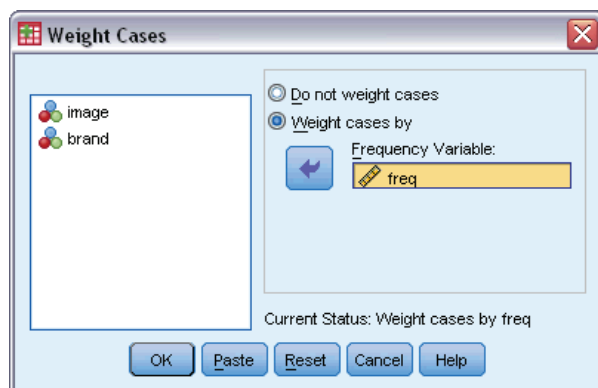 Weight Cases
image
brand
Do not weight cases
Weight cases by
Frequency Variable:
freq
Current Status: Weight cases by freq
OK
Paste
Reset
Cancel
Help